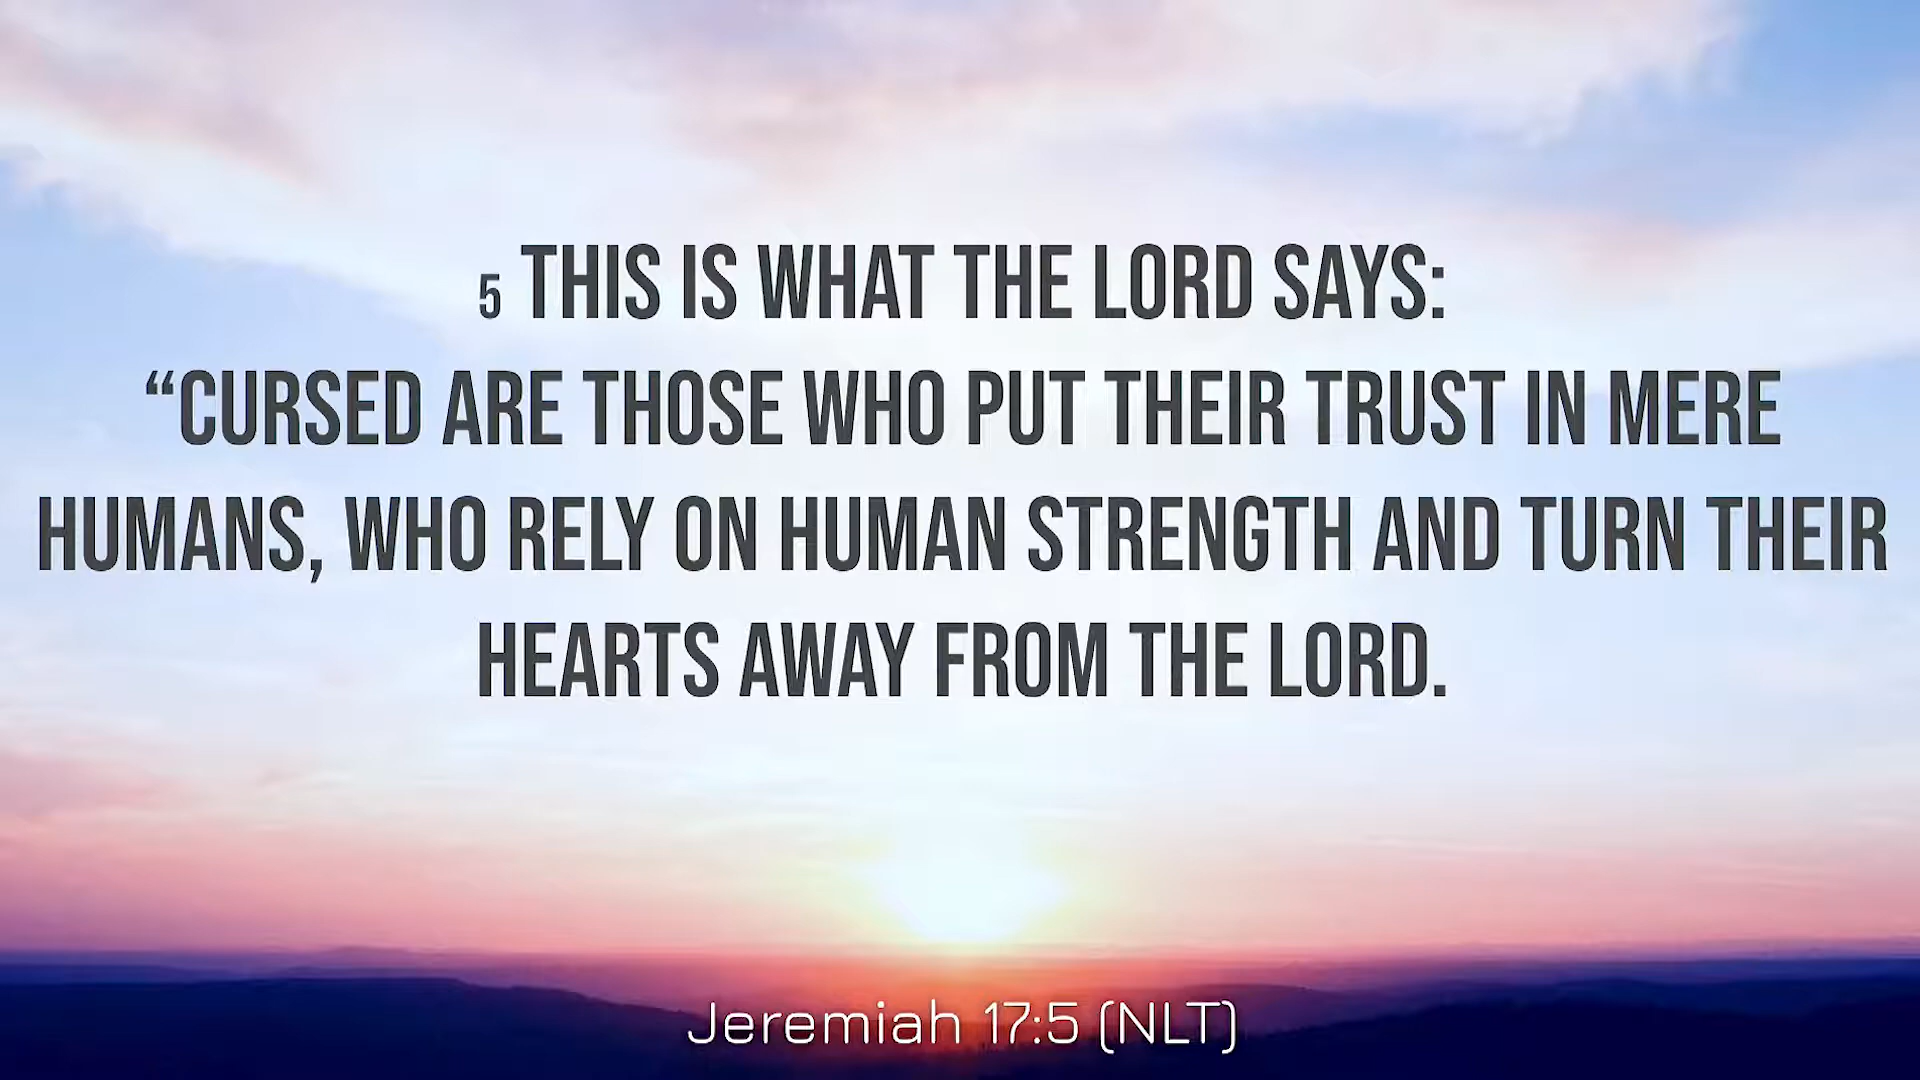 5 THIS IS WHAT THE LORD SAYS:
“CURSED ARE THOSE WHO PUT THEIR TRUST IN MERE
HUMANS, WHO RELY ON HUMAN STRENGTH AND TURN THEIR
HEARTS AWAY FROM THE LORD.
Jeremiah 17:5 (NLT)